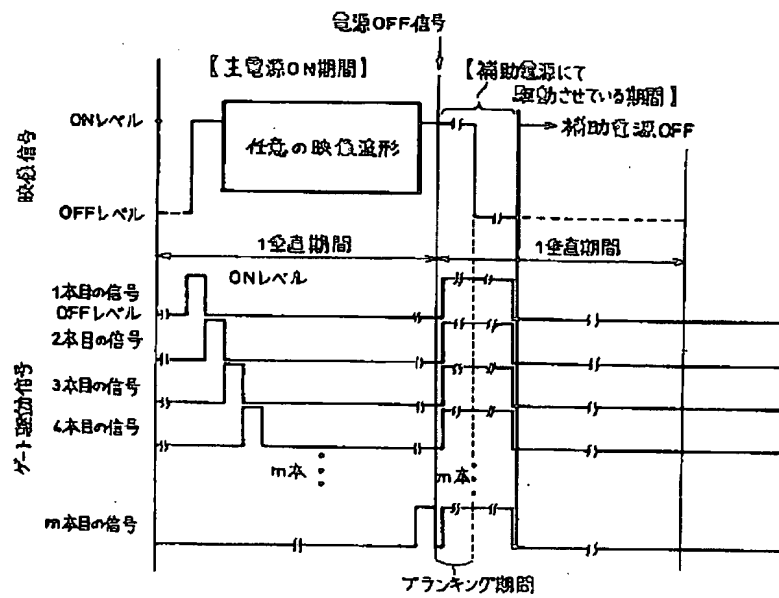 電源OFF信号
【主電源ON期間】
【補助電源にて
駆動させている期間】
補助電源OFF
映像信号
ONレベル
任意の映像波形
OFFレベル
1垂直期間
1垂直期間
ONレベル
ゲート駆動信号
1本目の信号
OFFレベル
2本目の信号
3本目の信号
4本目の信号
m本
m本
m本目の信号
ブランキング期間